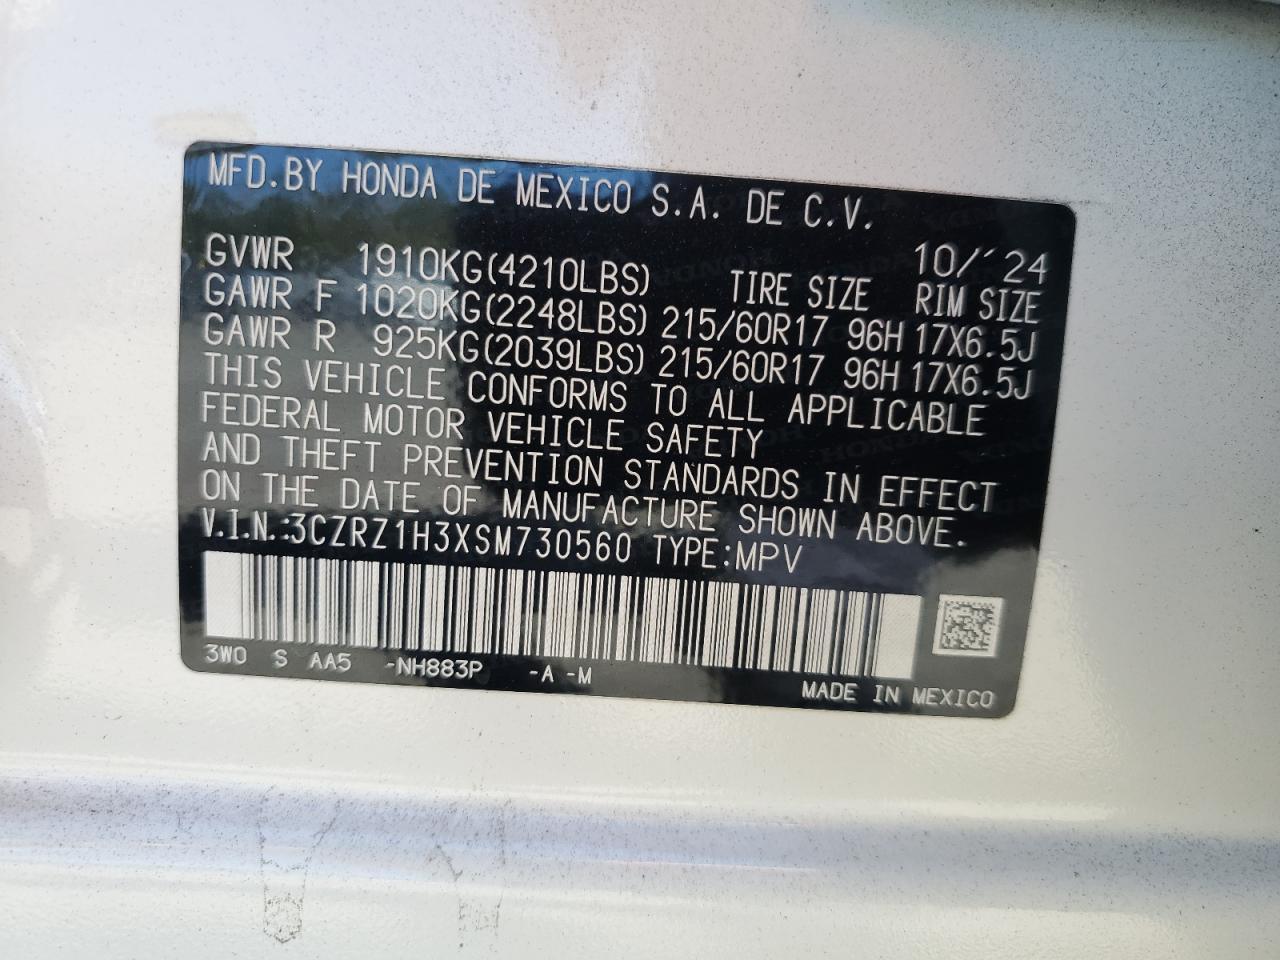 MFD.BY HONDA DE MEXICO S.A. DE C.V.
10/´24
GVWR 1910KG(4210LBS) TIRE SIZE RIM SIZE
GAWR F 1020KG(2248LBS) 215/60R17 96H 17X6.5J
GAWR R 925KG(2039LBS) 215/60R17 96H 17X6.5J
THIS VEHICLE CONFORMS TO ALL APPLICABLE
FEDERAL MOTOR VEHICLE SAFETY
AND THEFT PREVENTION STANDARDS IN EFFECT
ON THE DATE OF MANUFACTURE SHOWN ABOVE.
V.I.N.:3CZRZ1H3XSM730560 TYPE:MPV
3W0 S AA5 -NH883P -A -M
MADE IN MEXICO